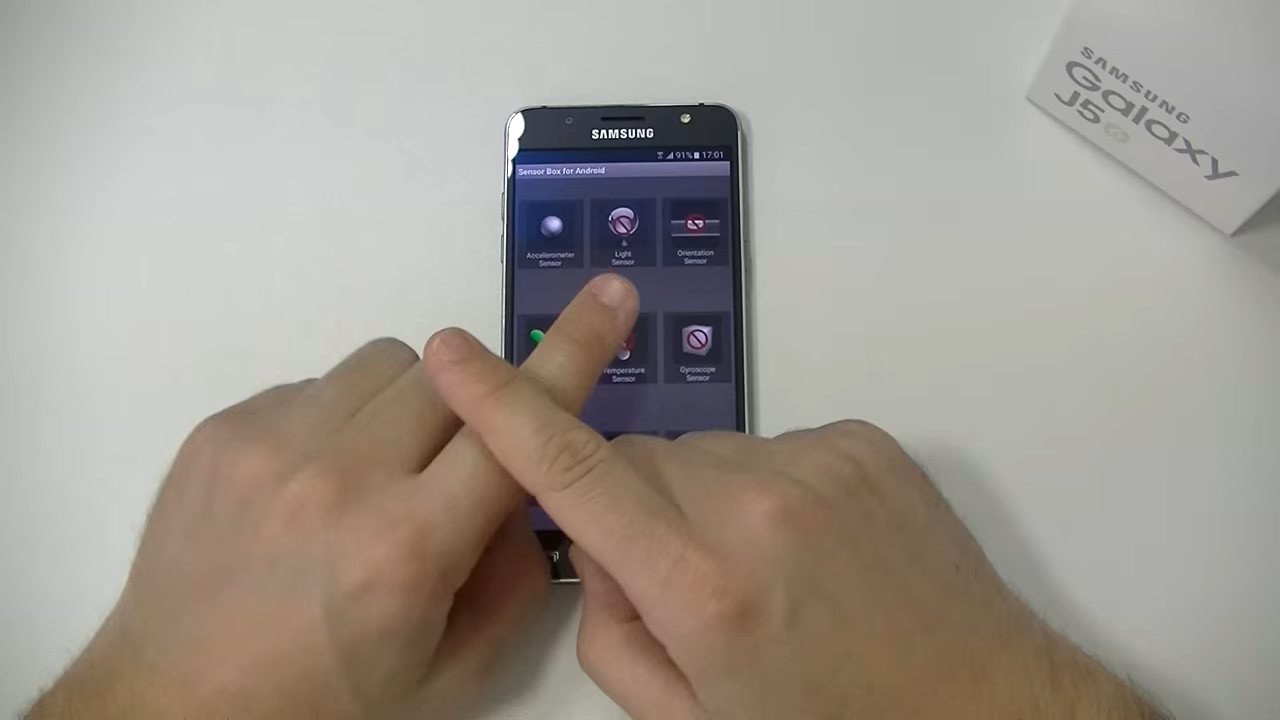 SAMSUNG
Galaxy
J5
6
SAMSUNG
91% 17:01
Sensor Box for Android
Accelerometer
Sensor
Light
Sensor
Orientation
Sensor
Temperature
Sensor
Gyroscope
Sensor